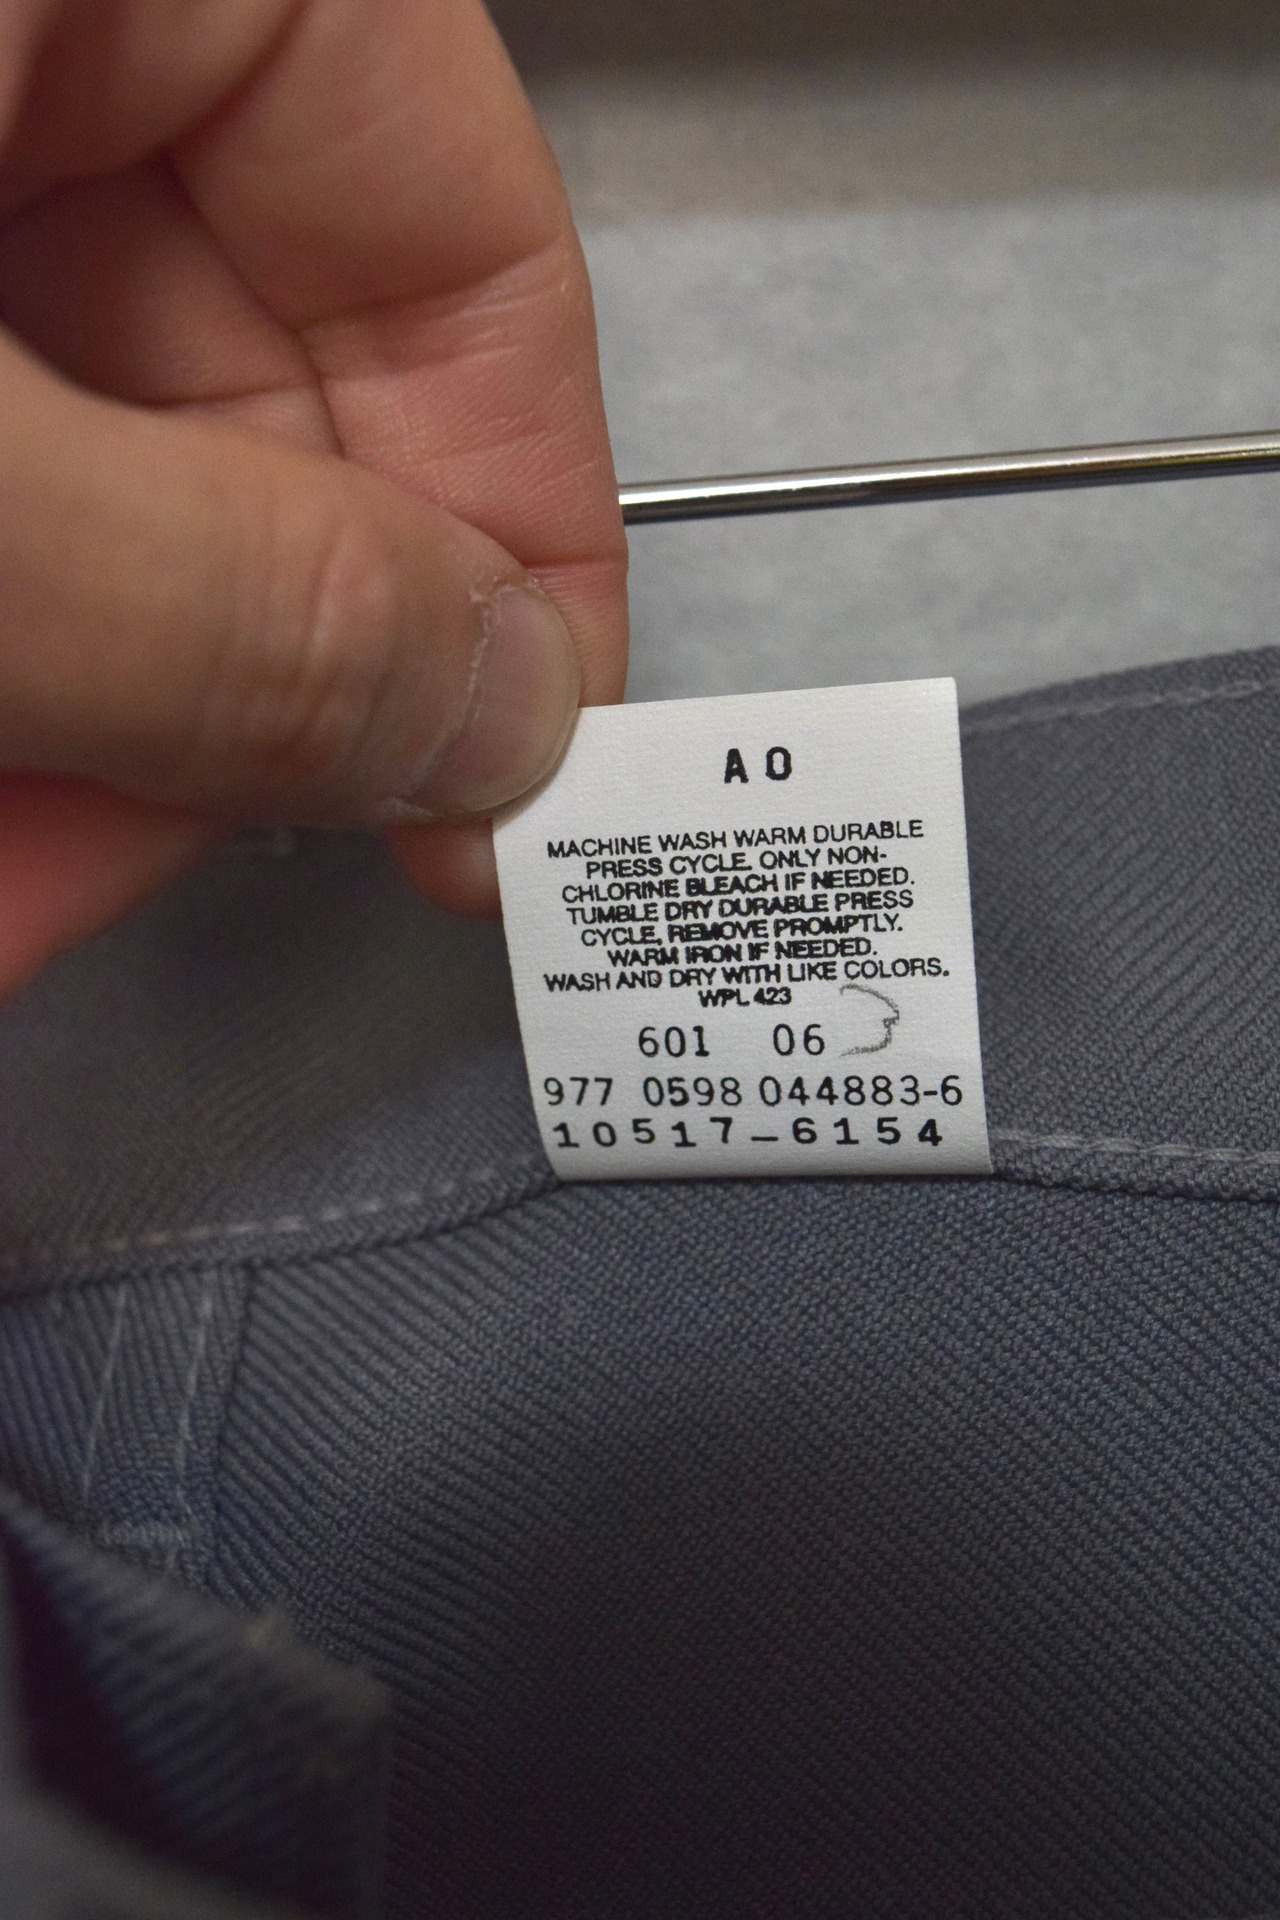 A O
MACHINE WASH WARM DURABLE
PRESS CYCLE. ONLY NON-
CHLORINE BLEACH IF NEEDED.
TUMBLE DRY DURABLE PRESS
CYCLE, REMOVE PROMPTLY.
WARM IRON IF NEEDED.
WASH AND DRY WITH LIKE COLORS.
WPL 423
601 06
977 0598 044883-6
10517-6154